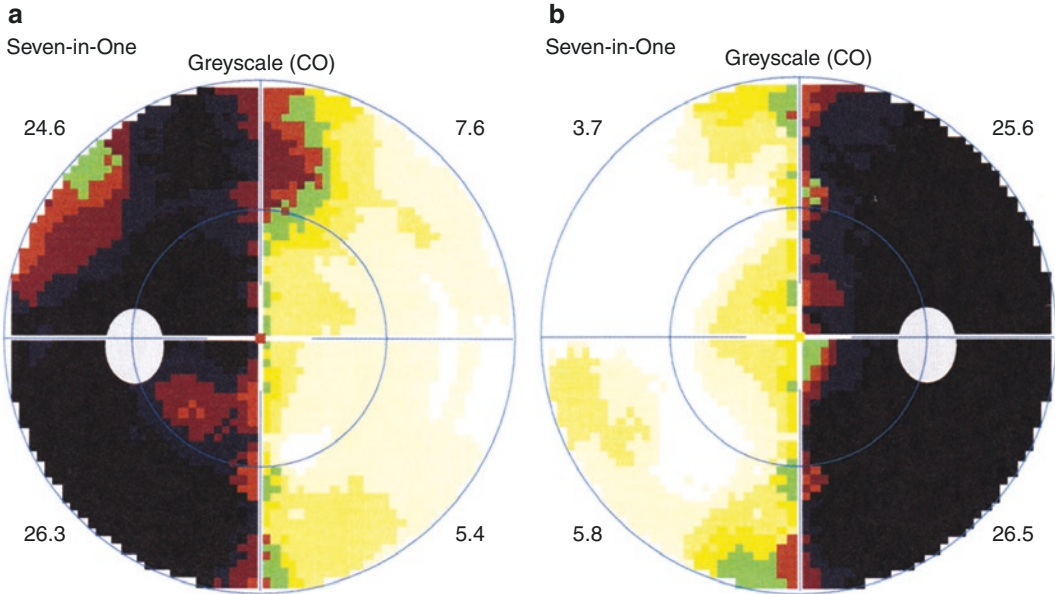 a
Seven-in-One
Greyscale (CO)
24.6
7.6
26.3
5.4
b
Seven-in-One
Greyscale (CO)
3.7
25.6
5.8
26.5